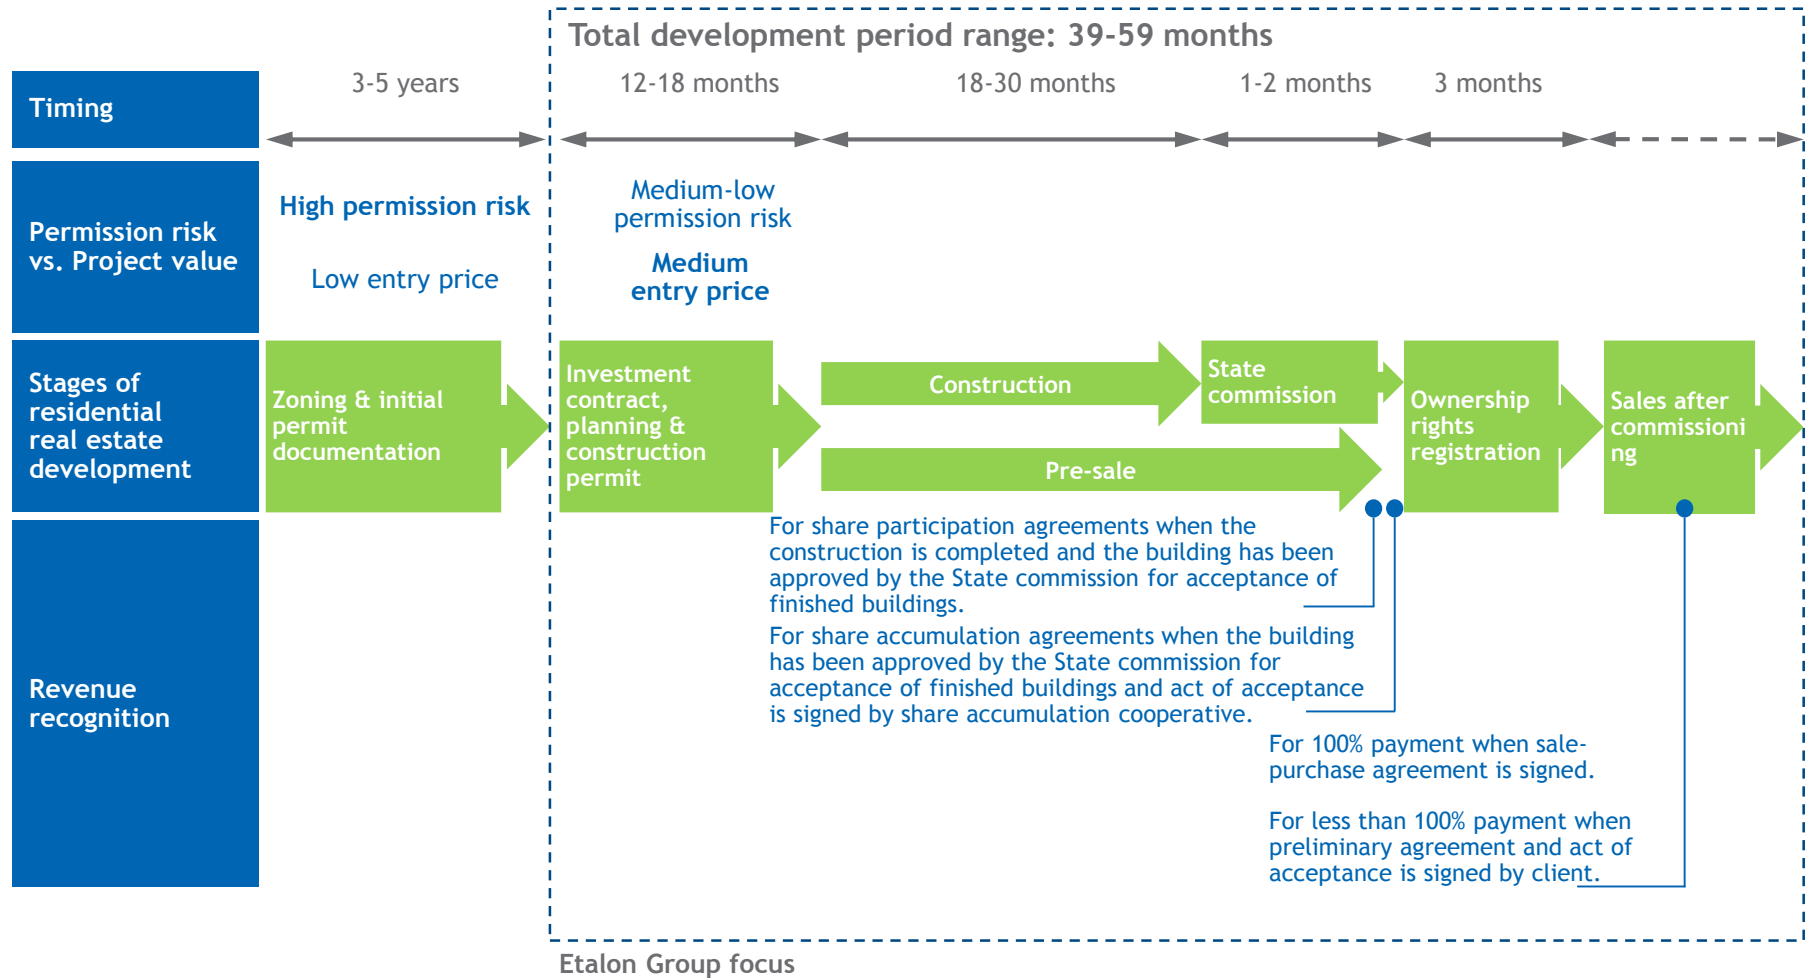 Total development period range: 39-59 months
Timing
3-5 years
12-18 months
18-30 months
1-2 months
3 months
Permission risk
vs. Project value
High permission risk
Low entry price
Medium-low
permission risk
Medium
entry price
Stages of
residential
real estate
development
Zoning & initial
permit
documentation
Investment
contract,
planning &
construction
permit
Construction
Pre-sale
State
commission
Ownership
rights
registration
Sales after
commissioni
ng
Revenue
recognition
For share participation agreements when the
construction is completed and the building has been
approved by the State commission for acceptance of
finished buildings.
For share accumulation agreements when the building
has been approved by the State commission for
acceptance of finished buildings and act of acceptance
is signed by share accumulation cooperative.
For 100% payment when sale-
purchase agreement is signed.
For less than 100% payment when
preliminary agreement and act of
acceptance is signed by client.
Etalon Group focus